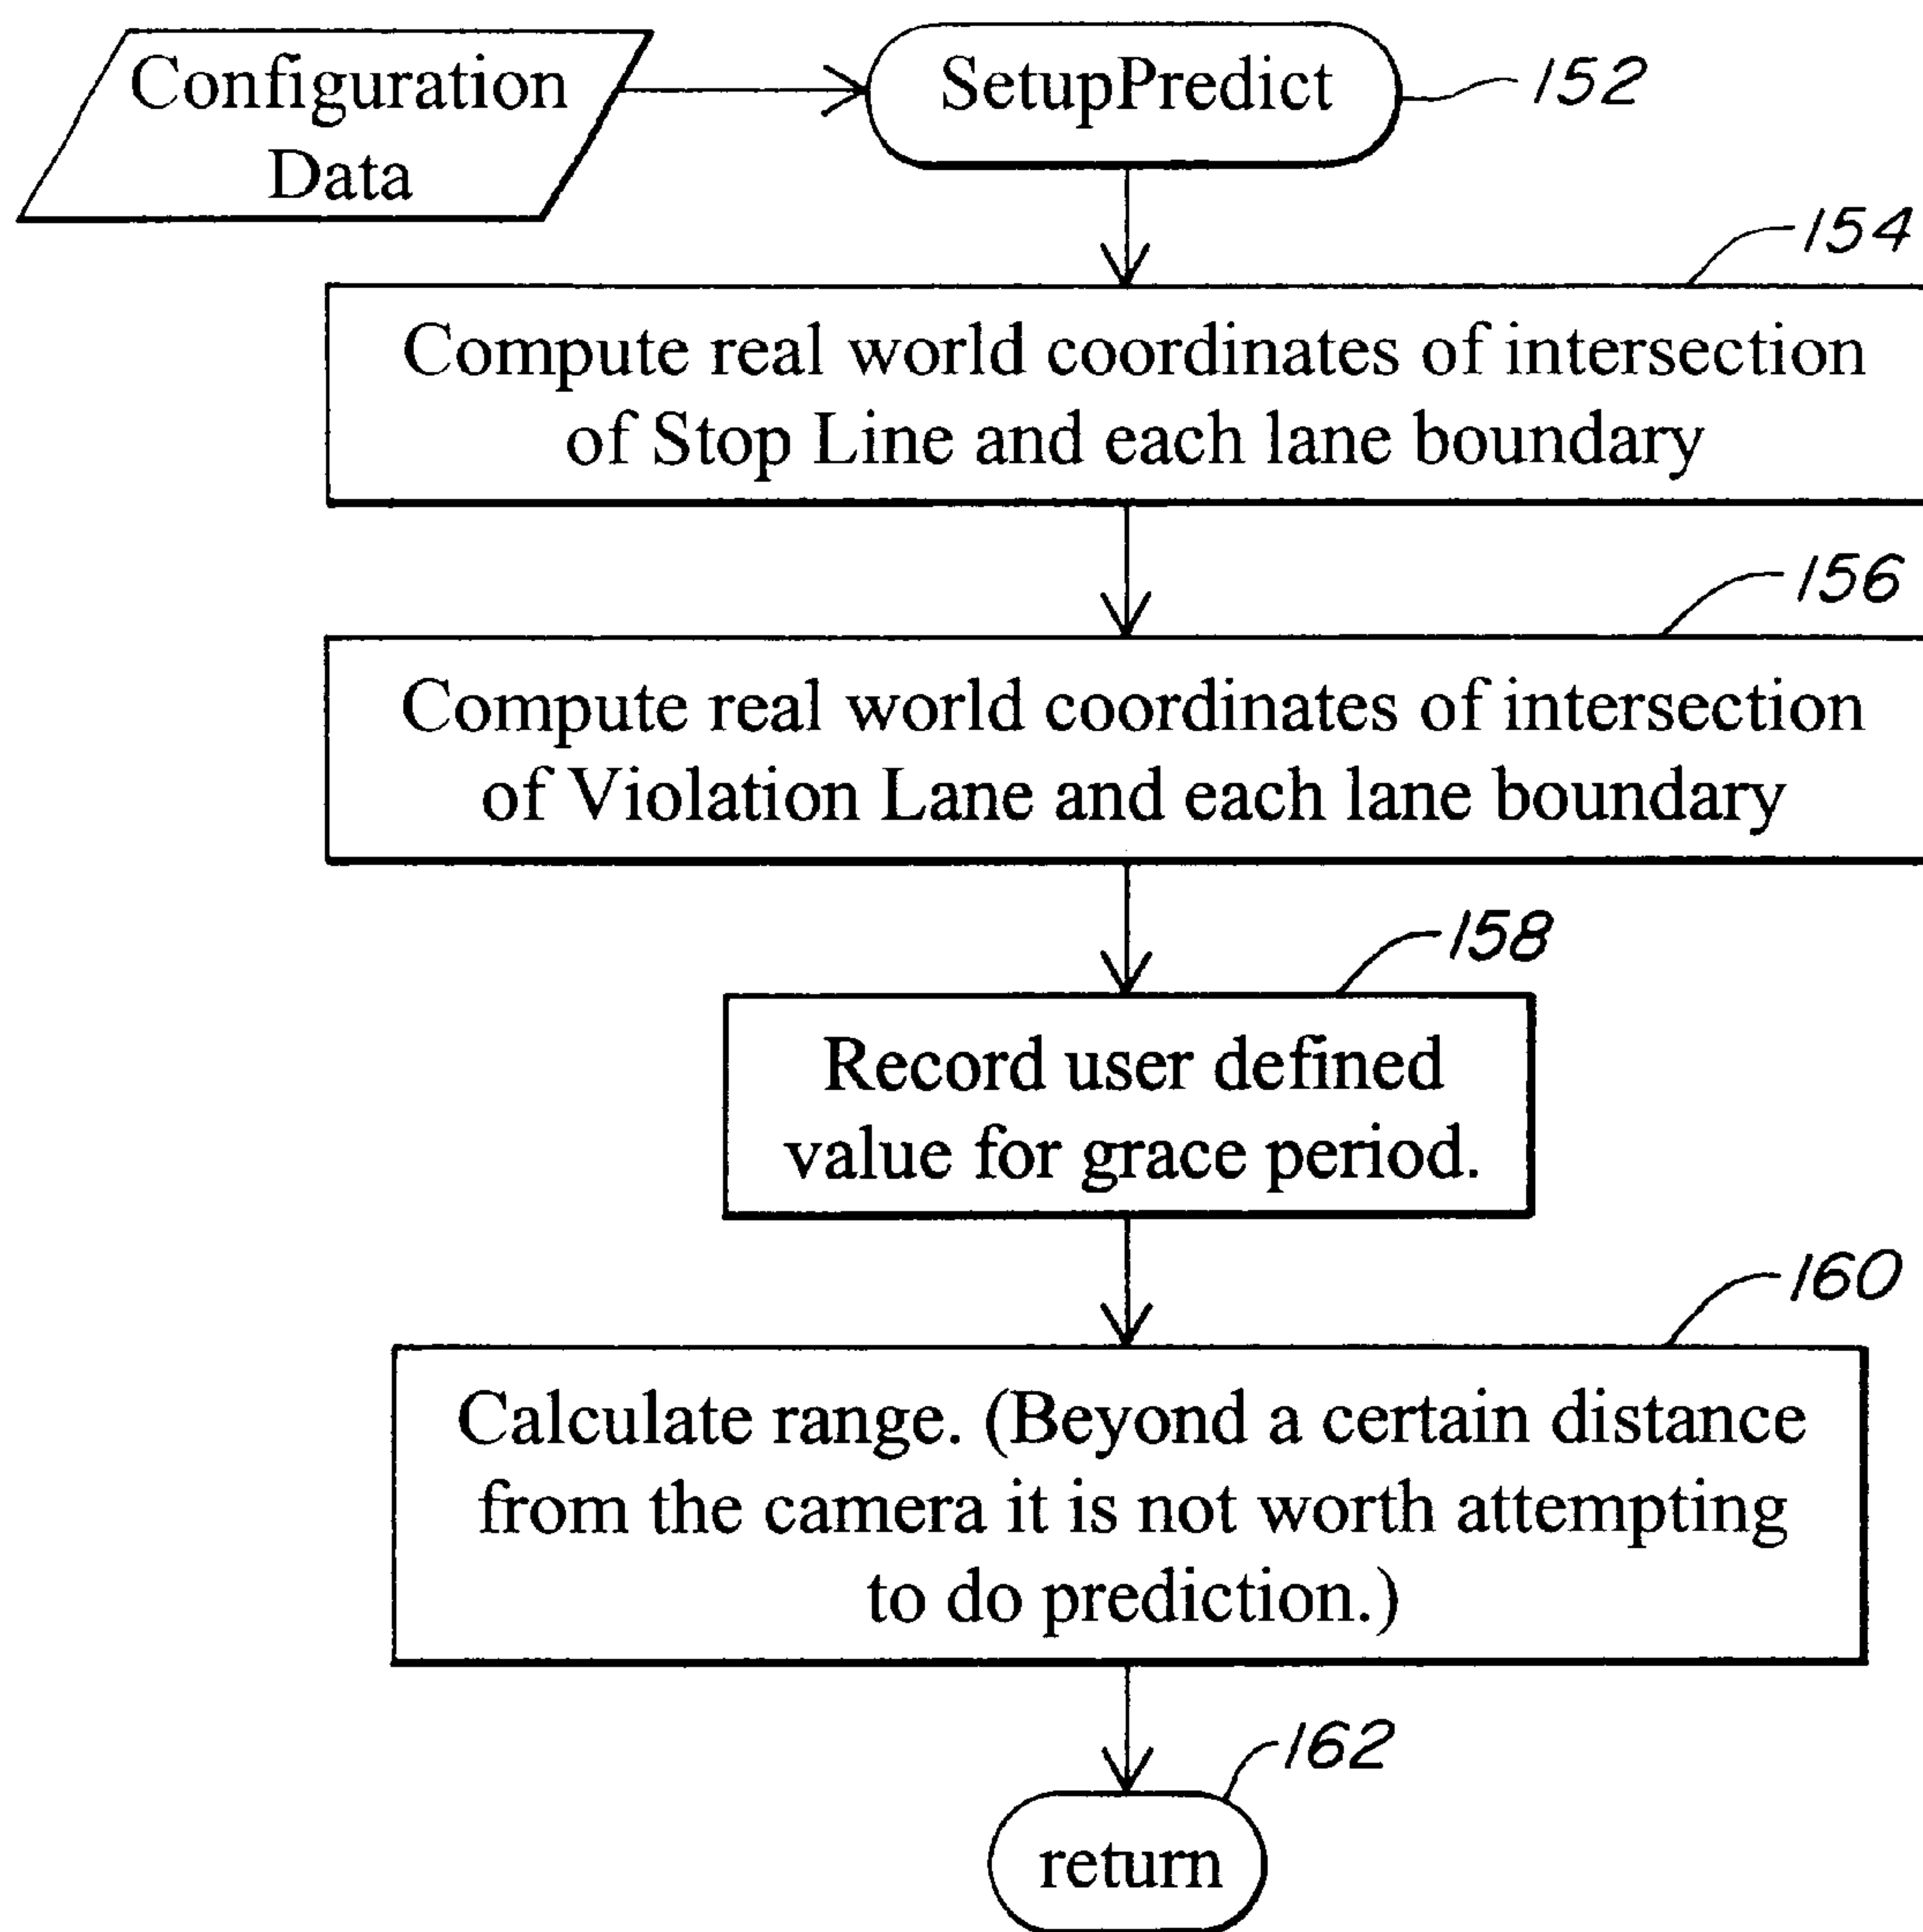 Configuration
Data
SetupPredict
152
154
Compute real world coordinates of intersection
of Stop Line and each lane boundary
156
Compute real world coordinates of intersection
of Violation Lane and each lane boundary
158
Record user defined
value for grace period.
160
Calculate range. (Beyond a certain distance
from the camera it is not worth attempting
to do prediction.)
162
return